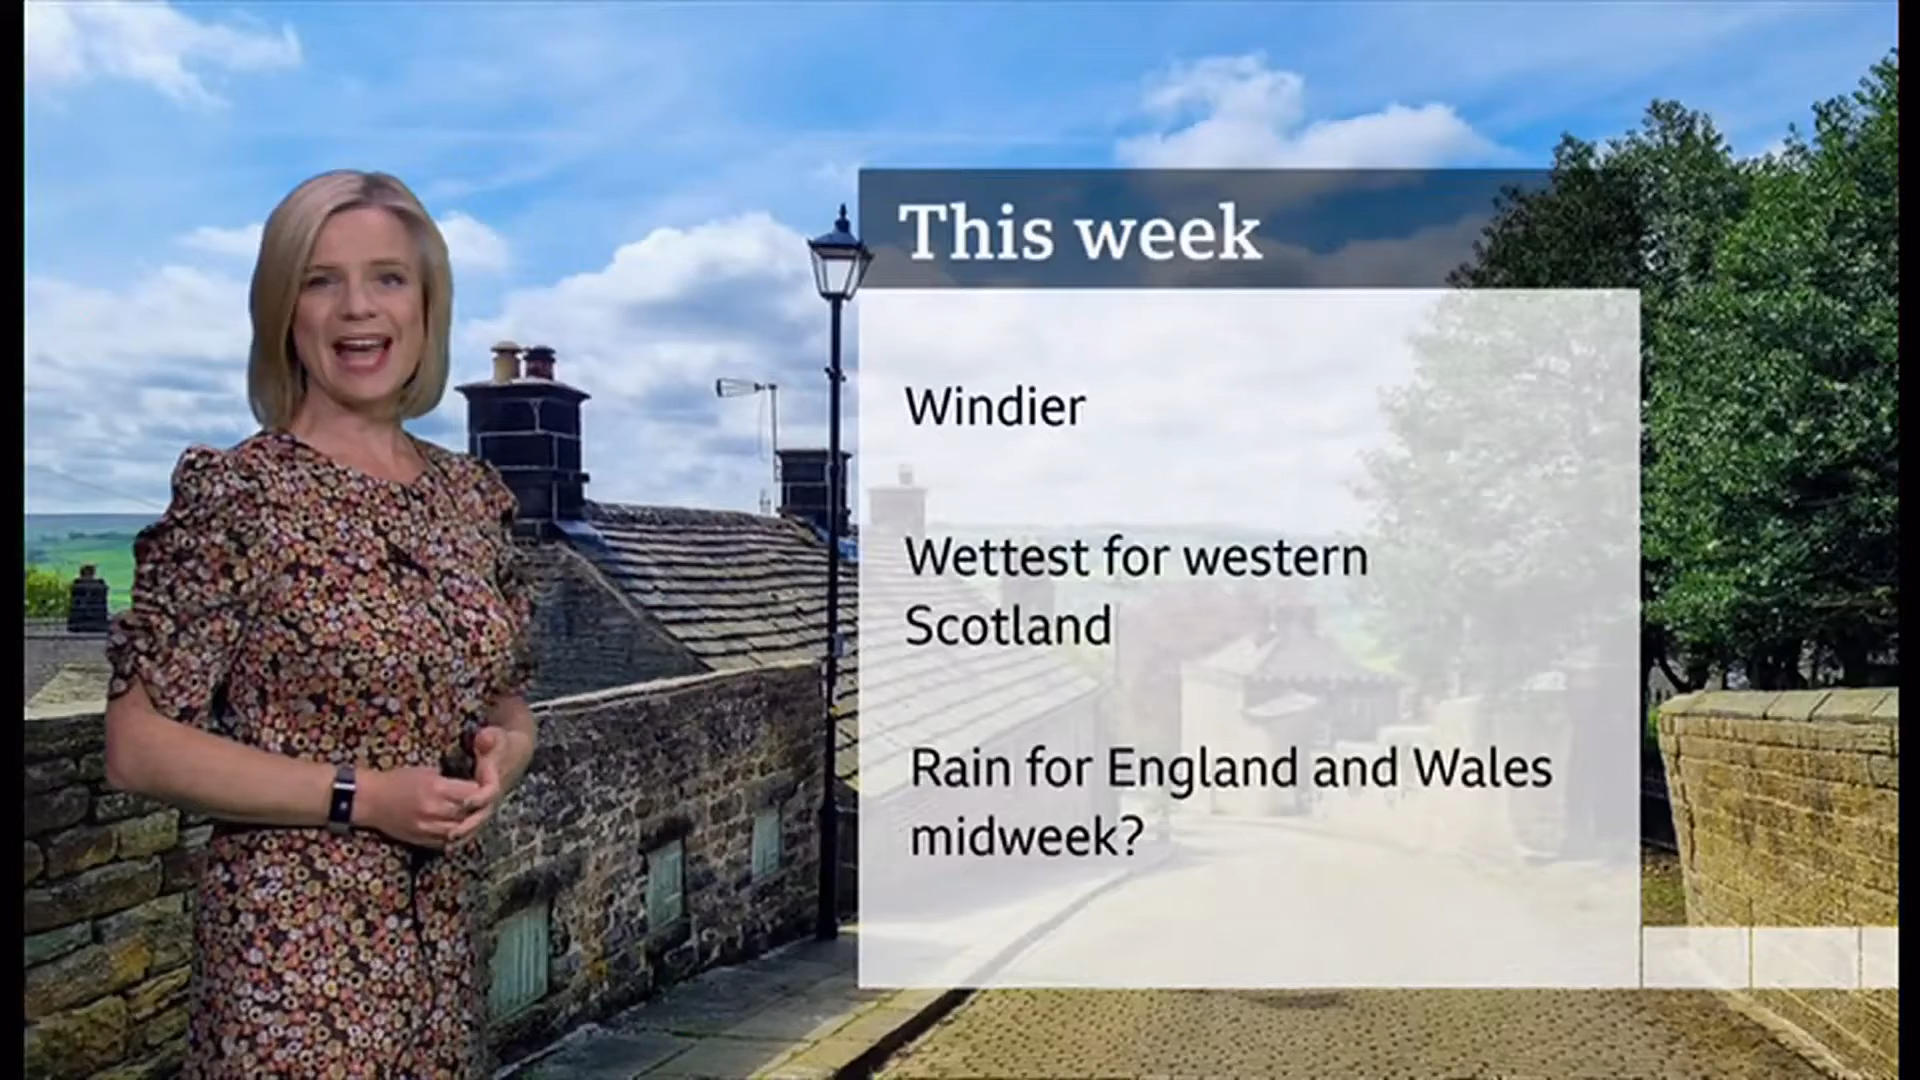 This week
Windier
Wettest for western
Scotland
Rain for England and Wales
midweek?